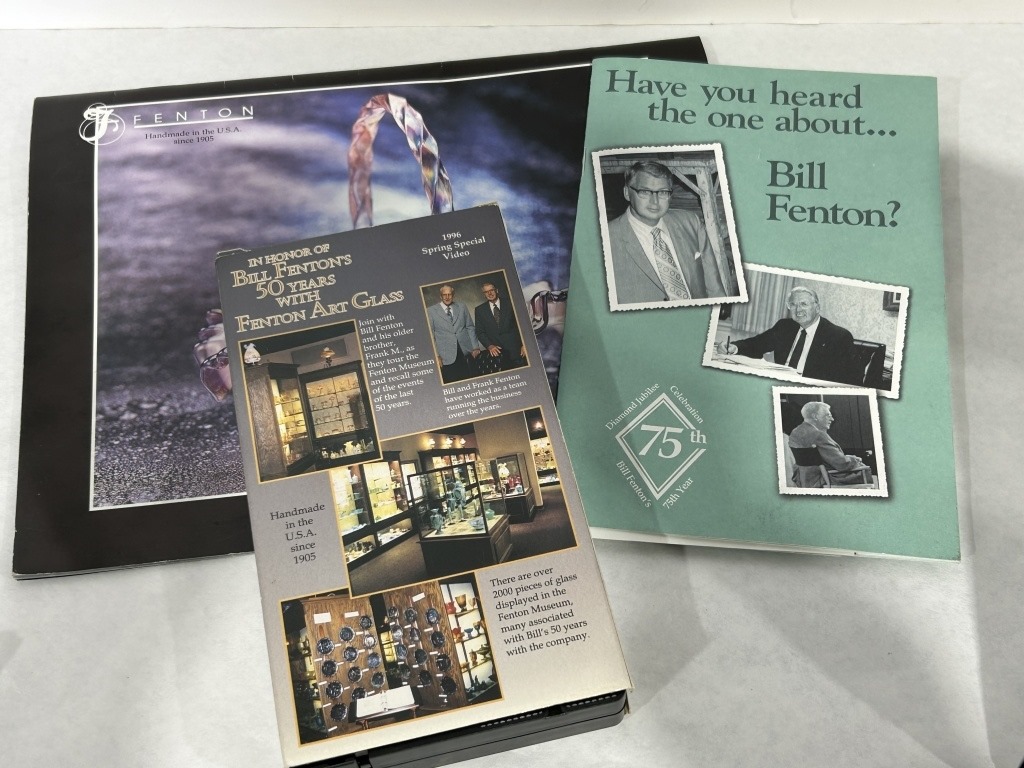 FENTON
Handmade in the U.S.A.
since 1905
IN HONOR OF
BILL FENTON'S
50 YEARS
WITH
FENTON ART GLASS
1996
Spring Special
Video
Join with
Bill Fenton
and his older
brother,
Frank M., as
they tour the
Fenton Museum
and recall some
of the events
of the last
50 years.
Bill and Frank Fenton
have worked as a team
running the business
over the years.
Handmade
in the
U.S.A.
since
1905
There are over
2000 pieces of glass
displayed in the
Fenton Museum,
many associated
with Bill's 50 years
with the company.
Have you heard
the one about...
Bill
Fenton?
Diamond Jubilee
Celebration
75th
Bill Fenton's
75th Year